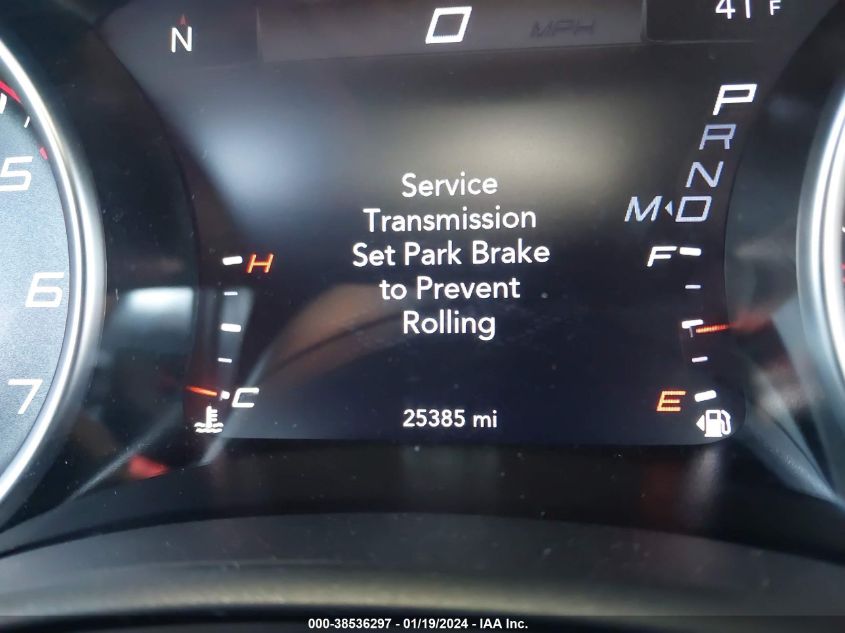 N
0 MPH
41 F
P
R
N
M D
Service
Transmission
Set Park Brake
to Prevent
Rolling
H
C
F
E
25385 mi
5
6
7
000-38536297 - 01/19/2024 - IAA Inc.